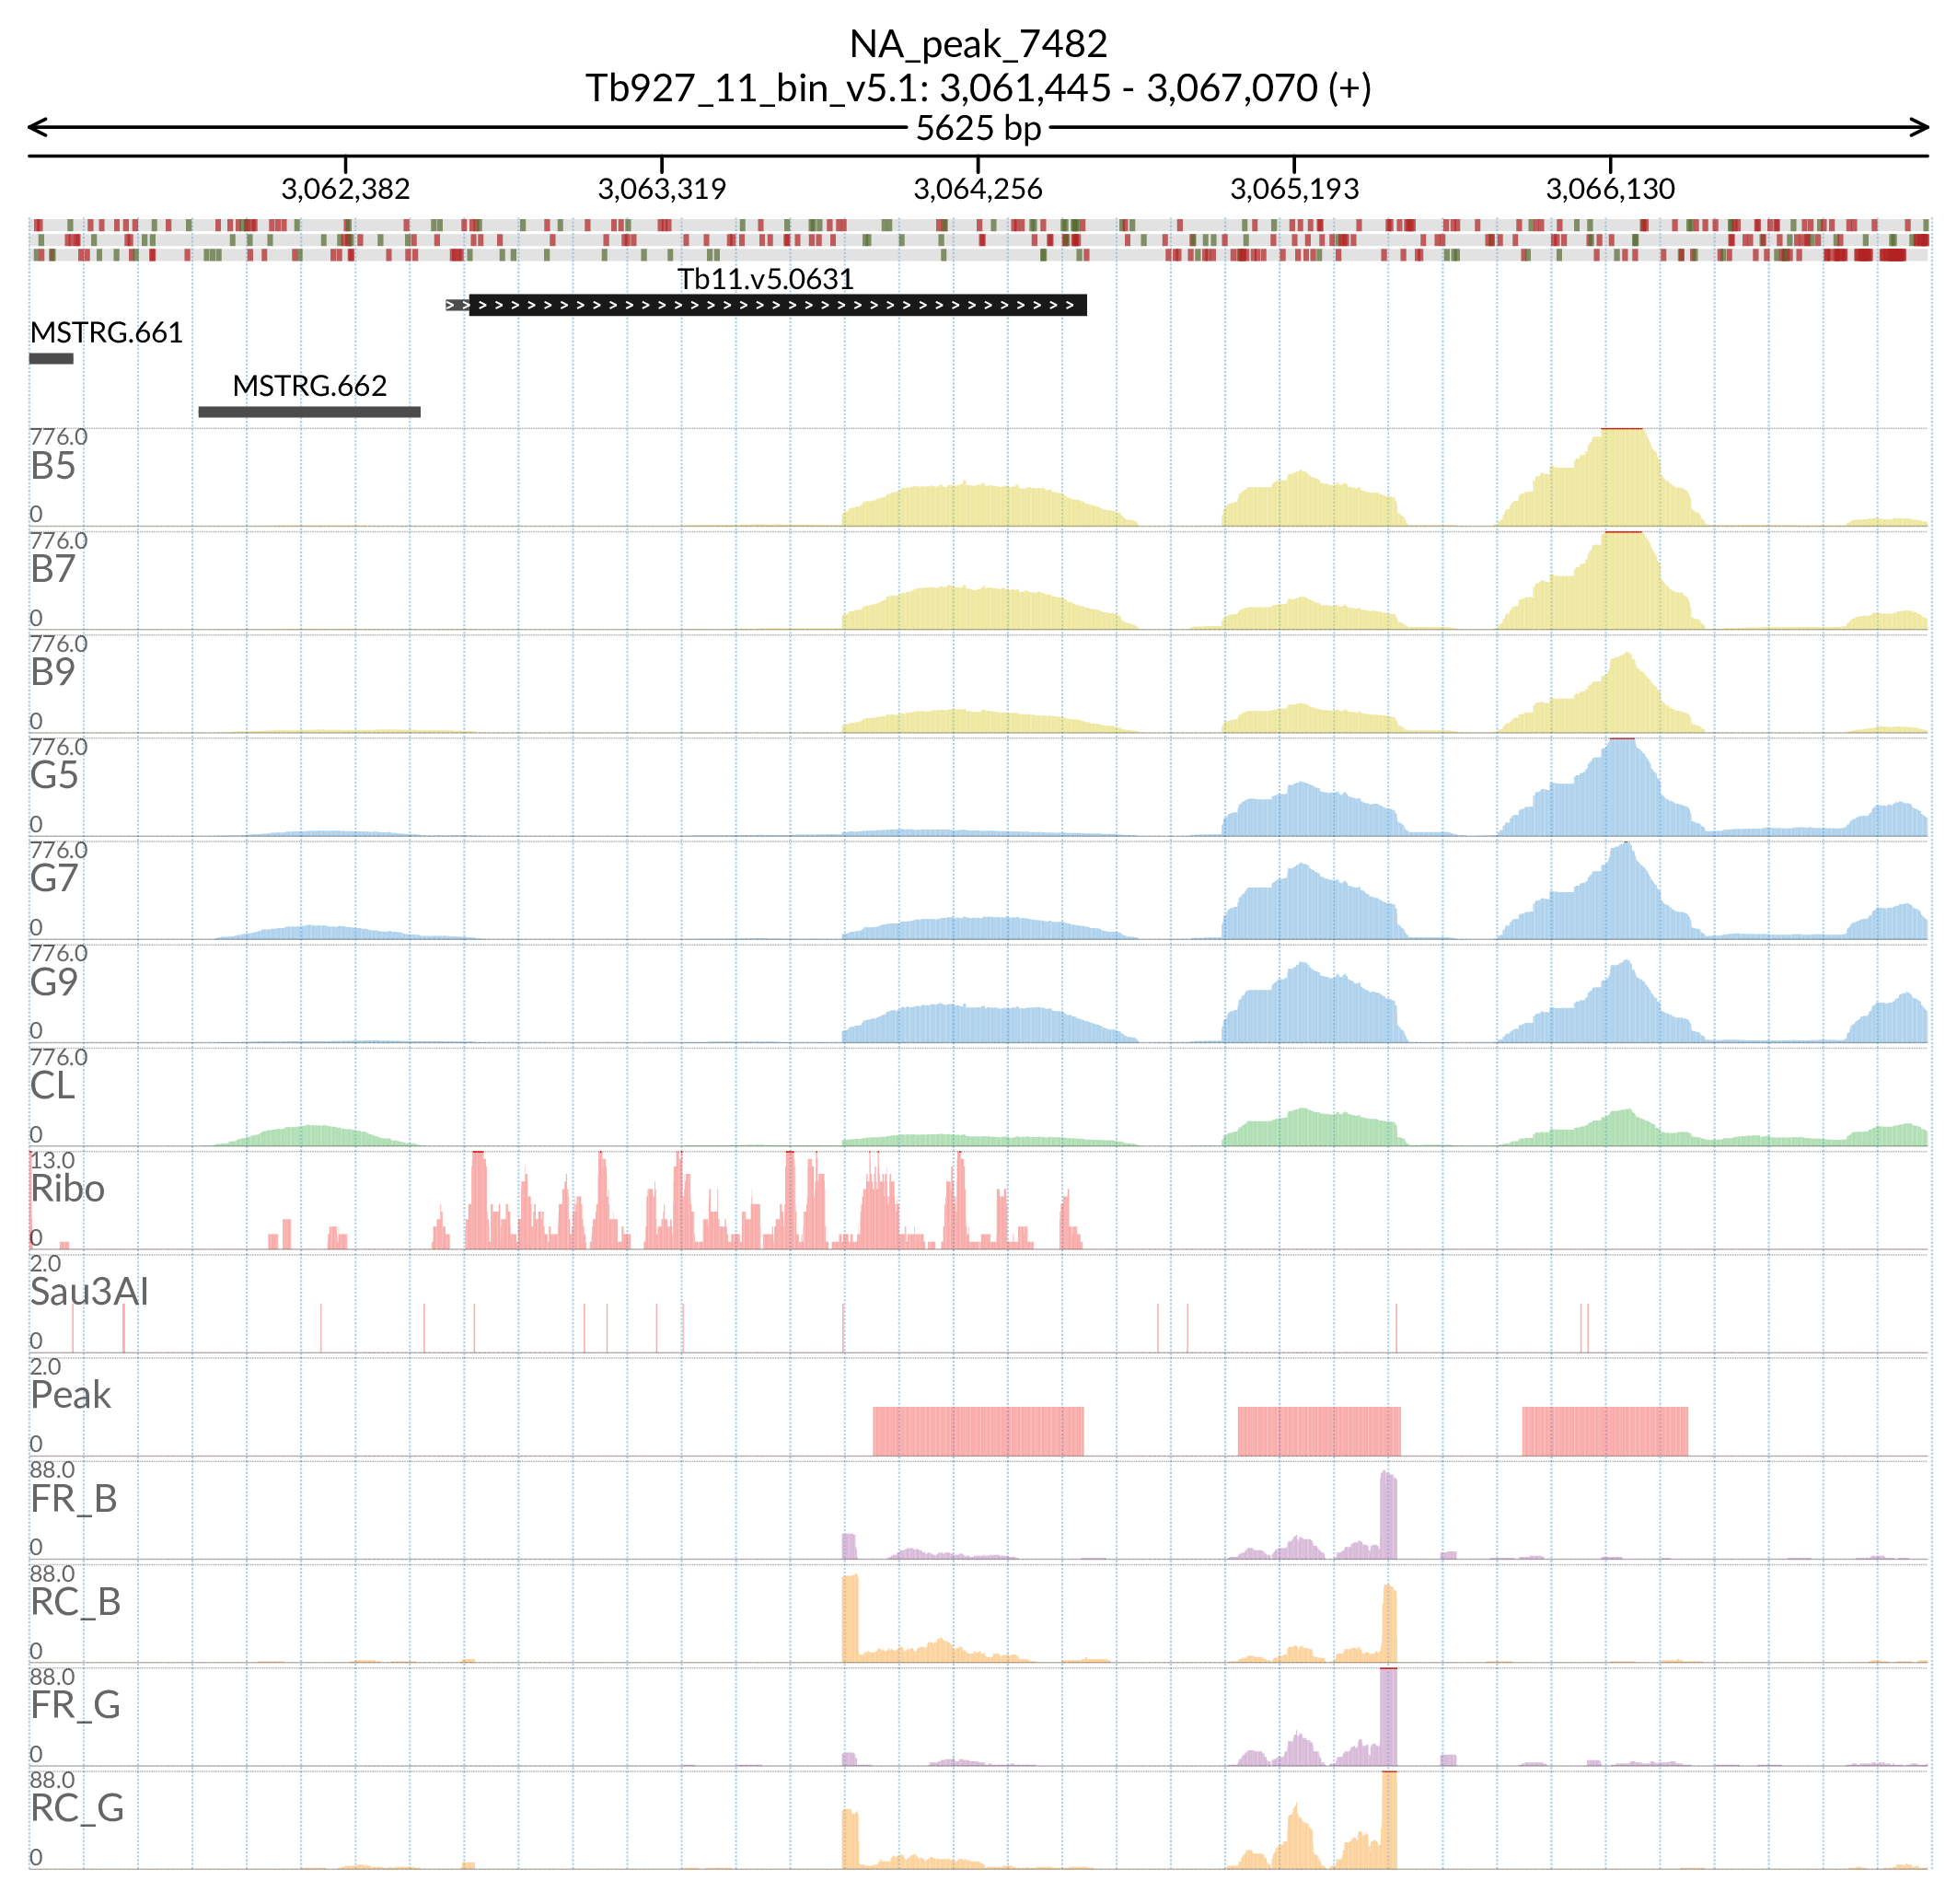 NA_peak_7482
Tb927_11_bin_v5.1: 3,061,445 - 3,067,070 (+)
5625 bp
3,062,382 3,063,319 3,064,256 3,065,193 3,066,130
Tb11.v5.0631
MSTRG.661
MSTRG.662
776.0
B5
0
776.0
B7
0
776.0
B9
0
776.0
G5
0
776.0
G7
0
776.0
G9
0
776.0
CL
0
13.0
Ribo
0
2.0
Sau3AI
0
2.0
Peak
0
88.0
FR_B
0
88.0
RC_B
0
88.0
FR_G
0
88.0
RC_G
0